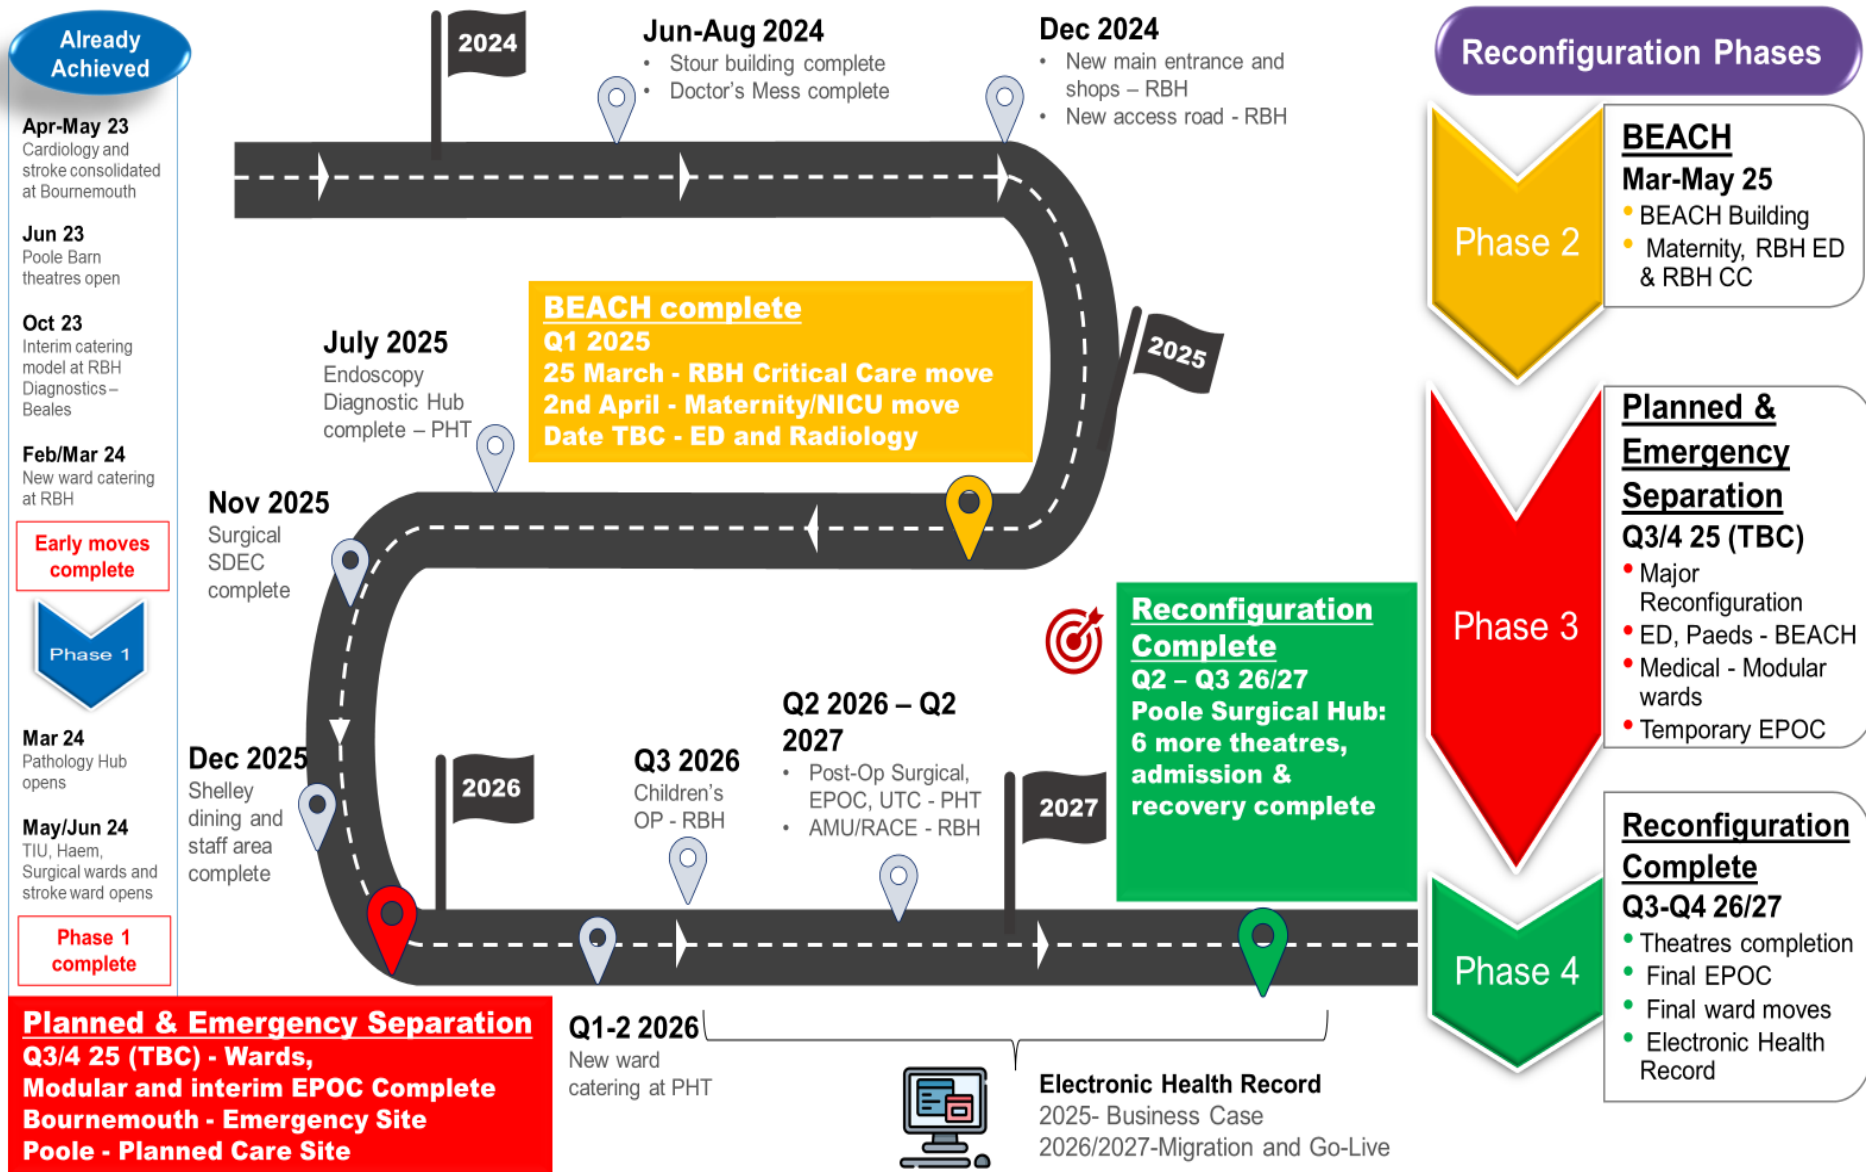 Already
Achieved
Apr-May 23
Cardiology and
stroke consolidated
at Bournemouth
Jun 23
Poole Barn
theatres open
Oct 23
Interim catering
model at RBH
Diagnostics –
Beales
Feb/Mar 24
New ward catering
at RBH
Early moves
complete
Phase 1
Mar 24
Pathology Hub
opens
May/Jun 24
TIU, Haem,
Surgical wards and
stroke ward opens
Phase 1
complete
2024
Jun-Aug 2024
• Stour building complete
• Doctor's Mess complete
Dec 2024
• New main entrance and
shops – RBH
• New access road - RBH
2025
BEACH complete
Q1 2025
25 March - RBH Critical Care move
2nd April - Maternity/NICU move
Date TBC - ED and Radiology
July 2025
Endoscopy
Diagnostic Hub
complete – PHT
Nov 2025
Surgical
SDEC
complete
Dec 2025
Shelley
dining and
staff area
complete
Planned & Emergency Separation
Q3/4 25 (TBC) - Wards,
Modular and interim EPOC Complete
Bournemouth - Emergency Site
Poole - Planned Care Site
2026
Q1-2 2026
New ward
catering at PHT
Q3 2026
Children's
OP - RBH
Q2 2026 – Q2
2027
• Post-Op Surgical,
EPOC, UTC - PHT
• AMU/RACE - RBH
2027
Reconfiguration
Complete
Q2 – Q3 26/27
Poole Surgical Hub:
6 more theatres,
admission &
recovery complete
Electronic Health Record
2025- Business Case
2026/2027-Migration and Go-Live
Reconfiguration Phases
Phase 2
BEACH
Mar-May 25
• BEACH Building
• Maternity, RBH ED
& RBH CC
Phase 3
Planned &
Emergency
Separation
Q3/4 25 (TBC)
• Major
Reconfiguration
• ED, Paeds - BEACH
• Medical - Modular
wards
• Temporary EPOC
Phase 4
Reconfiguration
Complete
Q3-Q4 26/27
• Theatres completion
• Final EPOC
• Final ward moves
• Electronic Health
Record